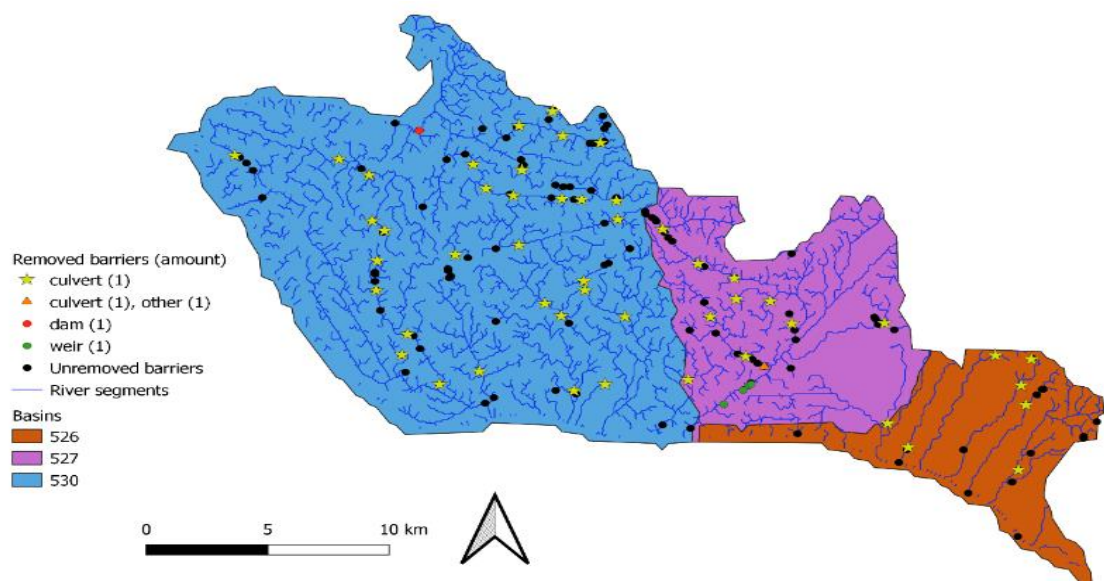 Removed barriers (amount)
culvert (1)
culvert (1), other (1)
dam (1)
weir (1)
Unremoved barriers
River segments
Basins
526
527
530
0 5 10 km